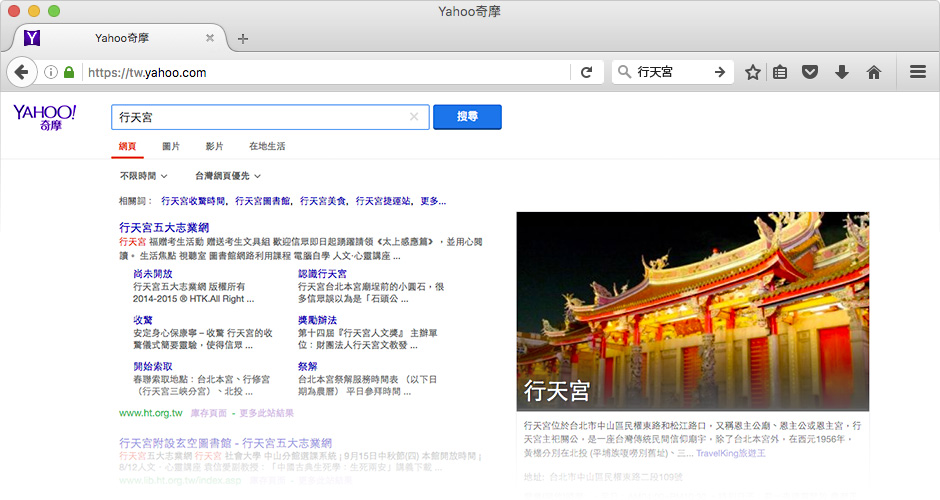 Yahoo奇摩
Yahoo奇摩
https://tw.yahoo.com
行天宮
YAHOO!
奇摩
行天宮
搜尋
網頁 圖片 影片 在地生活
不限時間 台灣網頁優先
相關詞： 行天宮收驚時間, 行天宮圖書館, 行天宮美食, 行天宮捷運站, 更多...
行天宮五大志業網
行天宮 福贈考生活動 贈送考生文具組 歡迎信眾即日起踴躍請領《太上感應篇》，並用心閱
讀。 生活焦點 視聽室 圖書館網路利用課程 電腦自學 人文‧心靈講座 ...
尚未開放
行天宮五大志業網 版權所有
2014-2015 © HTK.All Right ...
認識行天宮
行天宮台北本宮廟埕前的小圓石，很
多信眾誤以為是「石頭公 ...
收驚
安定身心保康寧 – 收驚 行天宮的收
驚儀式簡要靈驗，使得信眾 ...
獎勵辦法
第十四屆『行天宮人文獎』 主辦單
位：財團法人行天宮文教發 ...
開始索取
春聯索取地點：台北本宮、行修宮
（行天宮三峽分宮）、北投 ...
祭解
台北本宮祭解服務時間表 （以下日
期為農曆） 平日參拜時間 ...
www.ht.org.tw 庫存頁面 - 更多此站結果
行天宮附設玄空圖書館 - 行天宮五大志業網
行天宮五大志業網 行天宮 社會大學 中山分館選課系統 ; 9月15日中秋節(四) 本館開放時間 ;
8/12人文．心靈講座 袁信愛副教授：「中國古典生死學：生死浦安」講義下載 ...
www.lib.ht.org.tw/index.asp 庫存頁面 - 更多此站結果
行天宮
行天宮位於台北市中山區民權東路和松江路口，又稱恩主公廟、恩主公或恩主宮，行
天宮主祀關公，是一座台灣傳統民間信仰廟宇，除了台北本宮外，在西元1956年，
黃欉分別在北投 (平埔族嘮嘮別舊址)、三... TravelKing旅遊王
地址: 台北市中山區民權東路二段109號